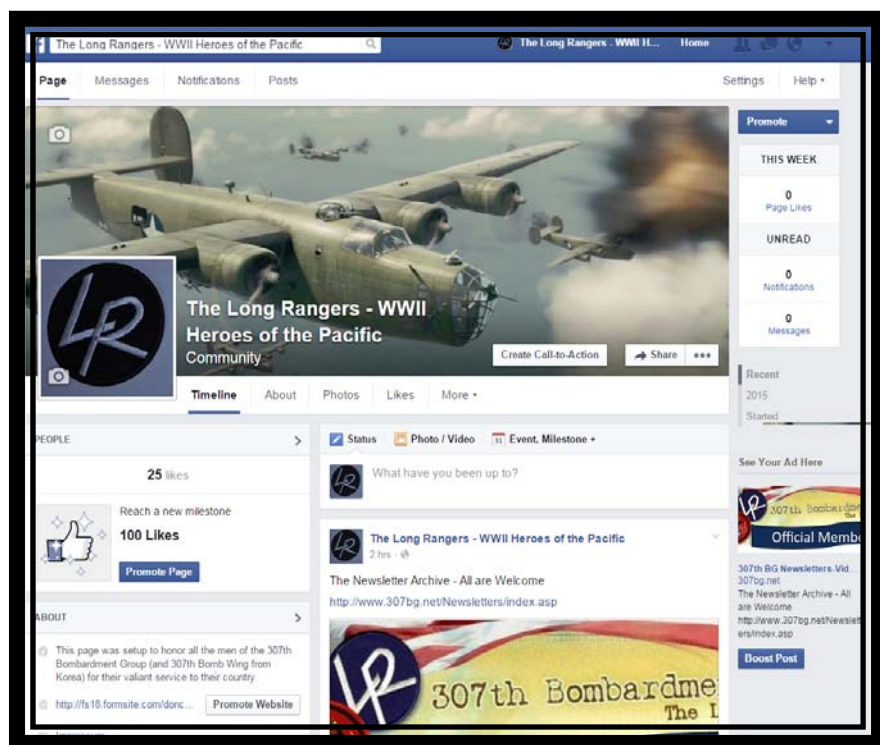 The Long Rangers - WWII Heroes of the Pacific
The Long Rangers - WWII H... Home
Page Messages Notifications Posts
Settings Help
Promote
THIS WEEK
0
Page Likes
UNREAD
0
Notifications
0
Messages
Recent
2015
Started
LR
The Long Rangers - WWII
Heroes of the Pacific
Community
Create Call-to-Action Share
Timeline About Photos Likes More
PEOPLE
25 likes
Reach a new milestone
100 Likes
Promote Page
ABOUT
This page was setup to honor all the men of the 307th
Bombardment Group (and 307th Bomb Wing from
Korea) for their valiant service to their country.
http://fs18.formsite.com/donc... Promote Website
Status Photo / Video 31 Event, Milestone +
What have you been up to?
The Long Rangers - WWII Heroes of the Pacific
2 hrs
The Newsletter Archive - All are Welcome
http://www.307bg.net/Newsletters/index.asp
LR
307th Bombardme
The L
See Your Ad Here
307th Bombardme
The
Official Memb
307th BG Newsletters-Vid...
307bg.net
The Newsletter Archive - All
are Welcome
http://www.307bg.net/Newslett
ers/index.asp
Boost Post